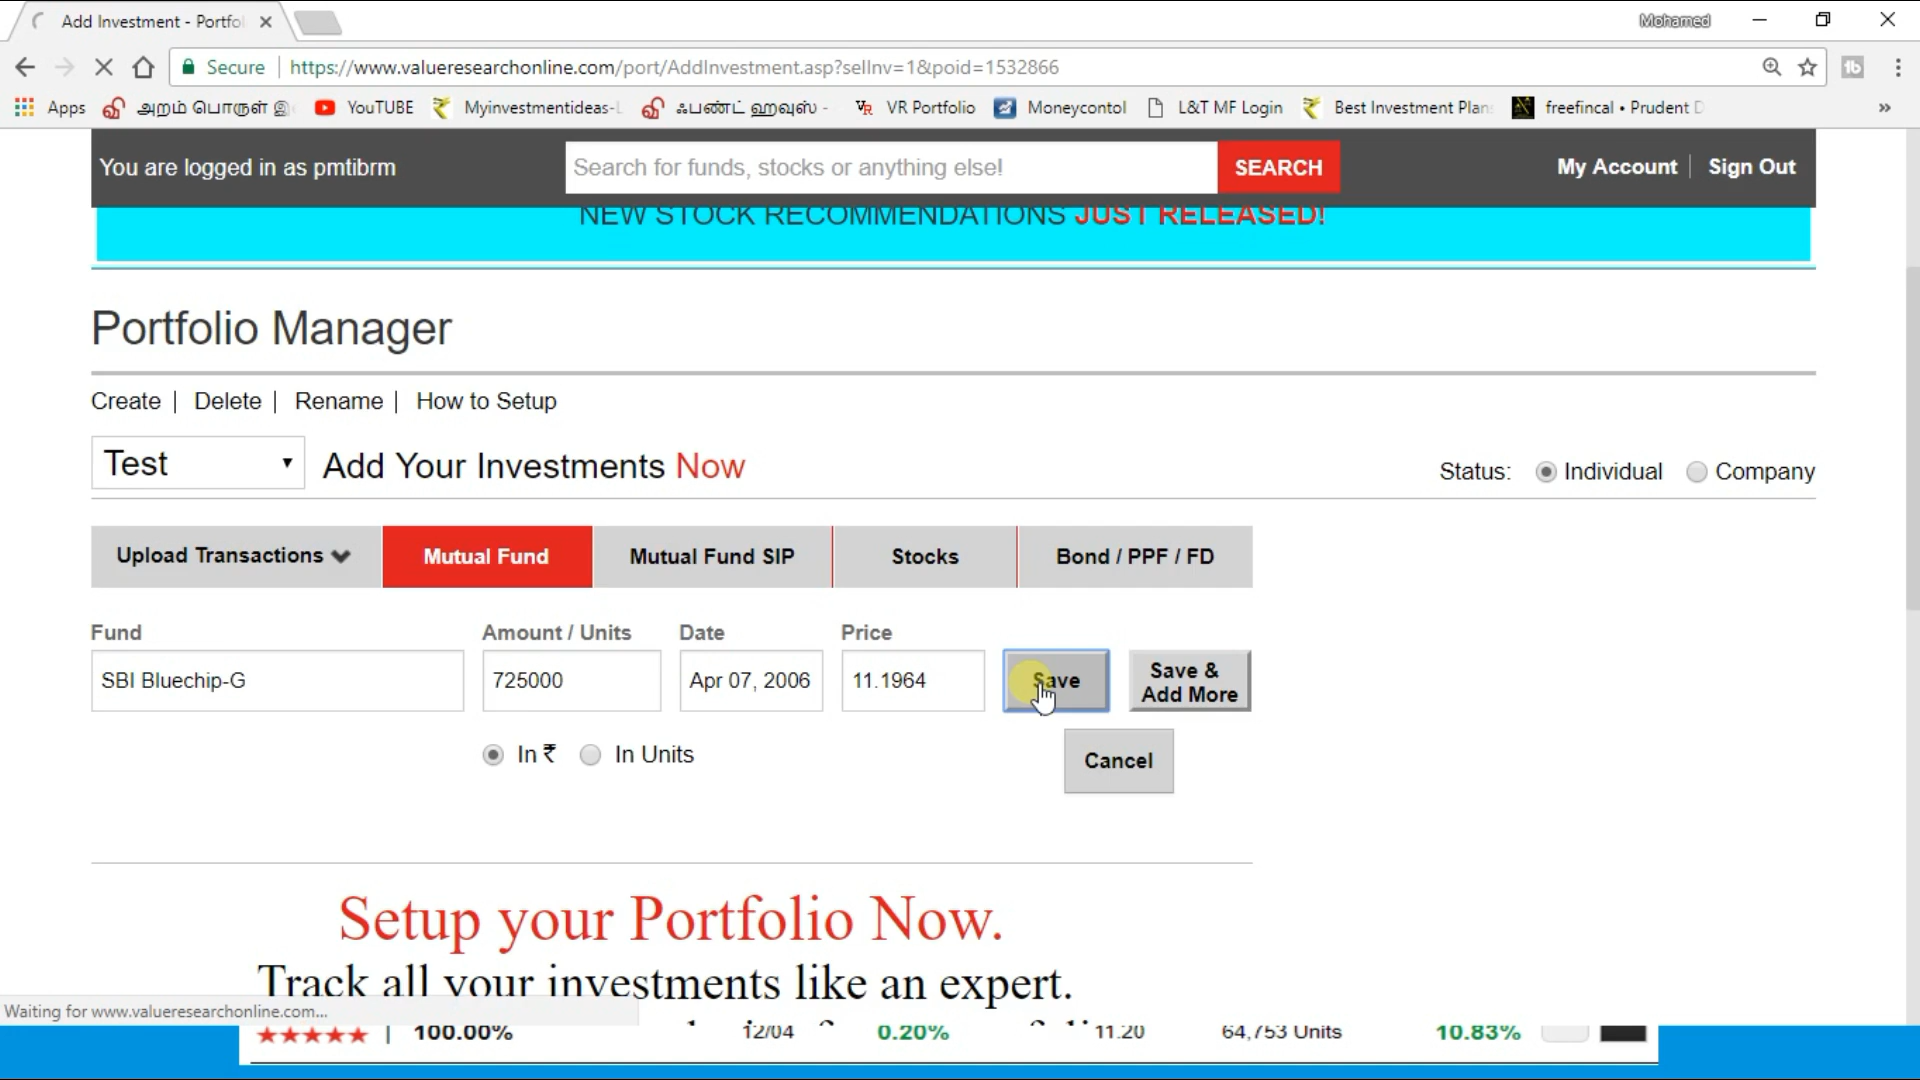 Add Investment - Portfo
Mohamed
Secure
https://www.valueresearchonline.com/port/AddInvestment.asp?selInv=1&poid=1532866
Apps
அறம் பொருள் இ
YouTube
Myinvestmentideas-
ஃபண்ட் ஹவுஸ் -
VR Portfolio
Moneycontol
L&T MF Login
Best Investment Plan
freefincal • Prudent D
»
You are logged in as pmtibrm
Search for funds, stocks or anything else!
SEARCH
My Account
Sign Out
NEW STOCK RECOMMENDATIONS JUST RELEASED!
Portfolio Manager
Create | Delete | Rename | How to Setup
Test
Add Your Investments Now
Status: Individual Company
Upload Transactions
Mutual Fund
Mutual Fund SIP
Stocks
Bond / PPF / FD
Fund
Amount / Units
Date
Price
SBI Bluechip-G
725000
Apr 07, 2006
11.1964
Save
Save & Add More
In ₹
In Units
Cancel
Setup your Portfolio Now.
Track all your investments like an expert.
Waiting for www.valueresearchonline.com...
★★★★★ | 100.00% 12/04 0.20% 11.20 64,753 Units 10.83%